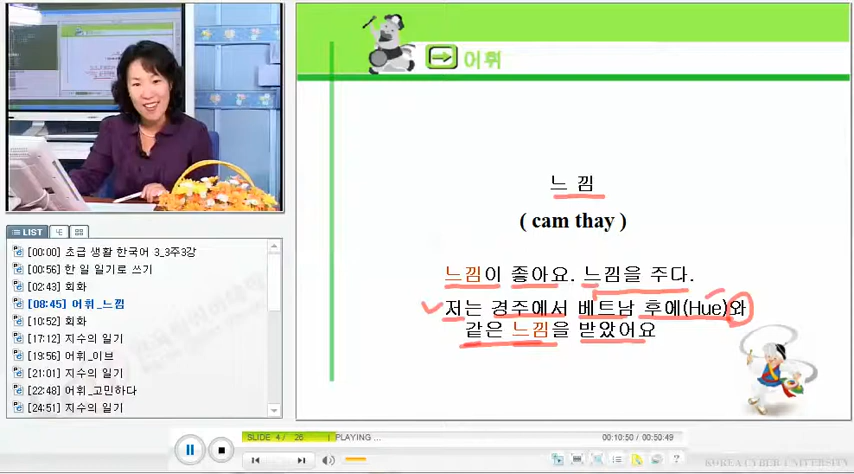 어휘
느 낌
( cam thay )
느낌이 좋아요. 느낌을 주다.
저는 경주에서 베트남 후에(Hue)와
같은 느낌을 받았어요
LIST
[00:00] 초급 생활 한국어 3_3주3강
[00:56] 한 일 일기로 쓰기
[02:43] 회화
[08:45] 어휘_느낌
[10:52] 회화
[17:12] 지수의 일기
[19:56] 어휘_이브
[21:01] 지수의 일기
[22:48] 어휘_고민하다
[24:51] 지수의 일기
SLIDE 4 / 26 | PLAYING ...
00:10:50 / 00:50:49
KOREA CYBER UNIVERSITY